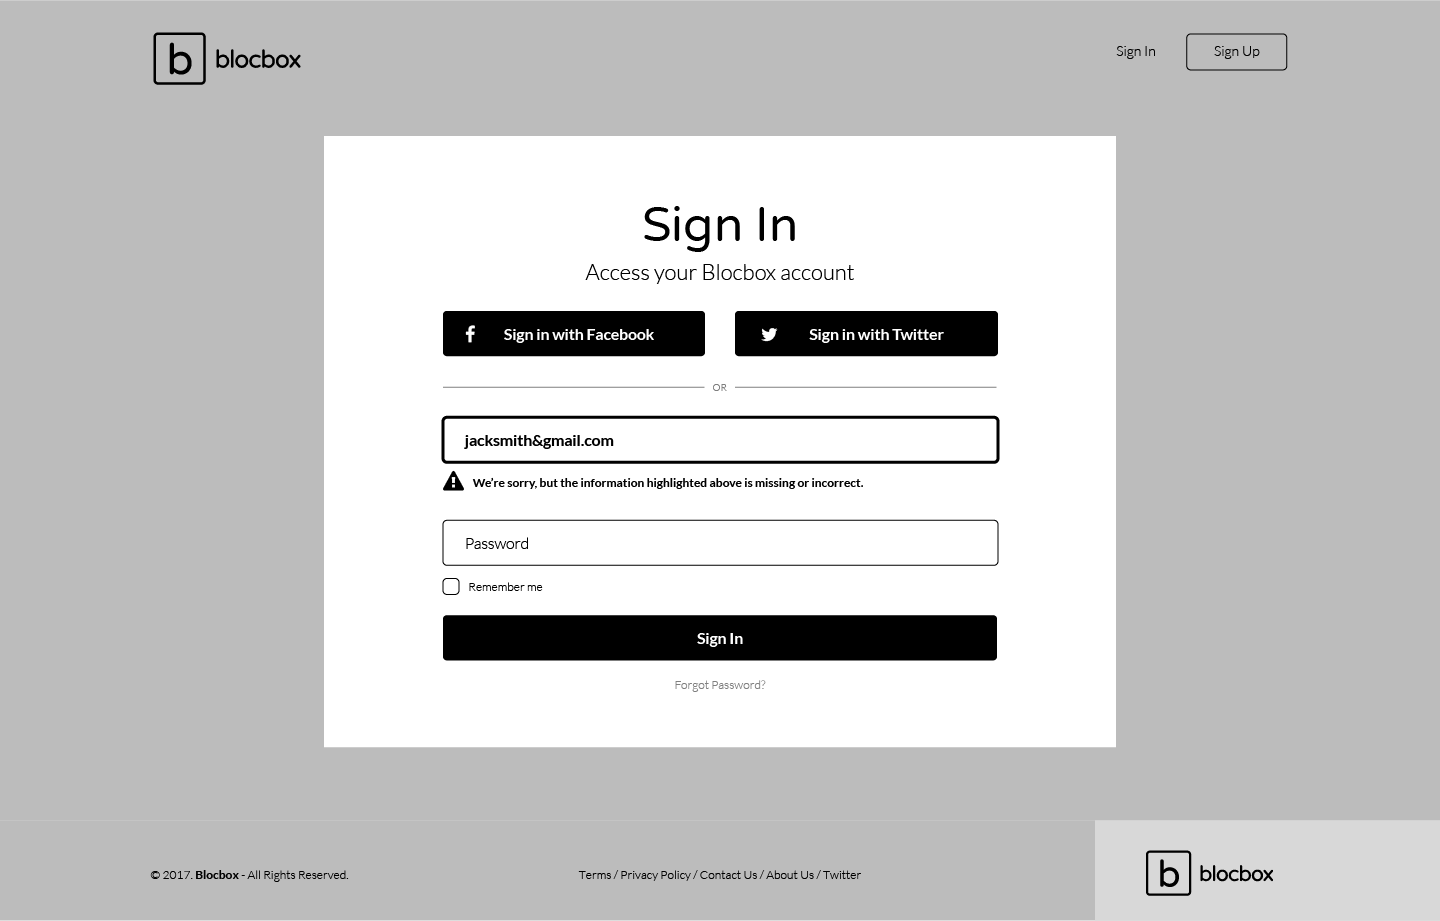 b blocbox
Sign In
Sign Up
Sign In
Access your Blocbox account
Sign in with Facebook
Sign in with Twitter
OR
jacksmith&gmail.com
We're sorry, but the information highlighted above is missing or incorrect.
Password
Remember me
Sign In
Forgot Password?
© 2017. Blocbox - All Rights Reserved.
Terms / Privacy Policy / Contact Us / About Us / Twitter
b blocbox